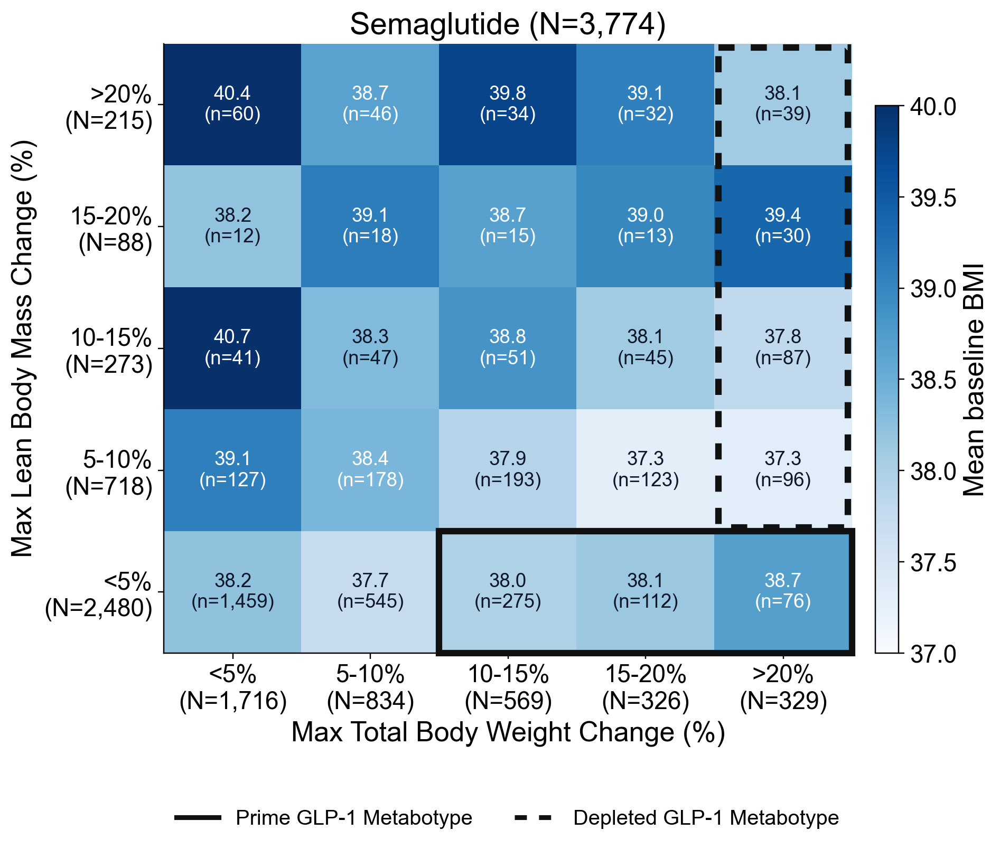 Semaglutide (N=3,774)
Max Lean Body Mass Change (%)
>20%
(N=215)
40.4
(n=60)
38.7
(n=46)
39.8
(n=34)
39.1
(n=32)
38.1
(n=39)
15-20%
(N=88)
38.2
(n=12)
39.1
(n=18)
38.7
(n=15)
39.0
(n=13)
39.4
(n=30)
10-15%
(N=273)
40.7
(n=41)
38.3
(n=47)
38.8
(n=51)
38.1
(n=45)
37.8
(n=87)
5-10%
(N=718)
39.1
(n=127)
38.4
(n=178)
37.9
(n=193)
37.3
(n=123)
37.3
(n=96)
<5%
(N=2,480)
38.2
(n=1,459)
37.7
(n=545)
38.0
(n=275)
38.1
(n=112)
38.7
(n=76)
<5%
(N=1,716)
5-10%
(N=834)
10-15%
(N=569)
15-20%
(N=326)
>20%
(N=329)
Max Total Body Weight Change (%)
40.0
39.5
39.0
38.5
38.0
37.5
37.0
Mean baseline BMI
Prime GLP-1 Metabotype
Depleted GLP-1 Metabotype